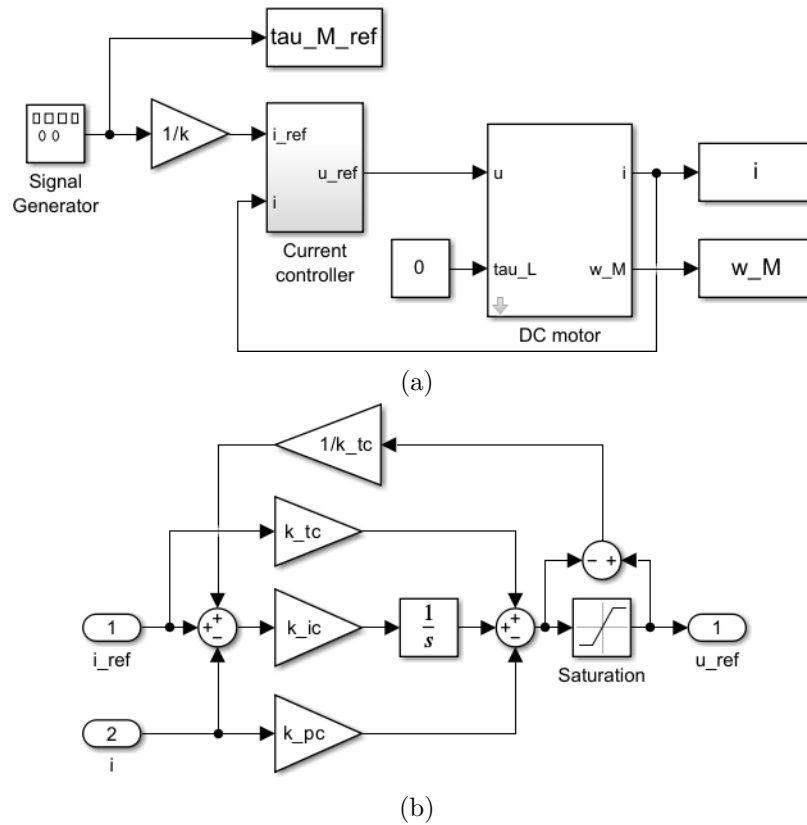 tau_M_ref
Signal
Generator
1/k
i_ref
i
u_ref
Current
controller
0
u
tau_L
i
w_M
DC motor
i
w_M
(a)
1/k_tc
k_tc
- +
1
i_ref
+ + -
k_ic
1
s
+ + -
Saturation
1
u_ref
2
i
k_pc
(b)